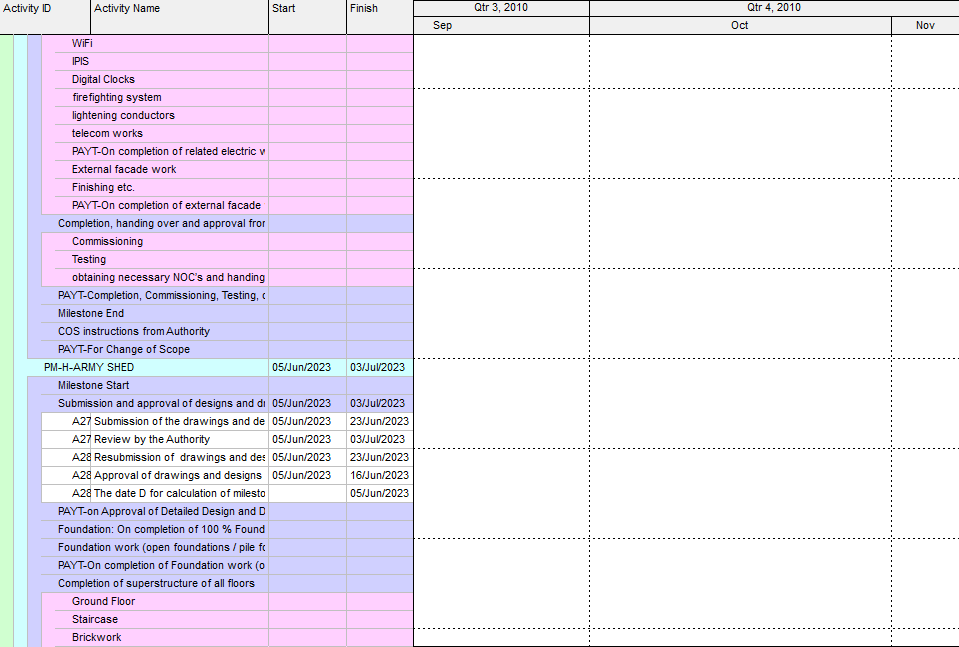 Activity ID Activity Name Start Finish Qtr 3, 2010 Qtr 4, 2010
Sep Oct Nov
WiFi
IPIS
Digital Clocks
firefighting system
lightening conductors
telecom works
PAYT-On completion of related electric w
External facade work
Finishing etc.
PAYT-On completion of external facade
Completion, handing over and approval from
Commissioning
Testing
obtaining necessary NOC's and handing
PAYT-Completion, Commissioning, Testing, o
Milestone End
COS instructions from Authority
PAYT-For Change of Scope
PM-H-ARMY SHED 05/Jun/2023 03/Jul/2023
Milestone Start
Submission and approval of designs and dr 05/Jun/2023 03/Jul/2023
A27 Submission of the drawings and de 05/Jun/2023 23/Jun/2023
A27 Review by the Authority 05/Jun/2023 03/Jul/2023
A28 Resubmission of drawings and des 05/Jun/2023 23/Jun/2023
A28 Approval of drawings and designs 05/Jun/2023 16/Jun/2023
A28 The date D for calculation of milesto 05/Jun/2023
PAYT-on Approval of Detailed Design and D
Foundation: On completion of 100 % Found
Foundation work (open foundations / pile fo
PAYT-On completion of Foundation work (o
Completion of superstructure of all floors
Ground Floor
Staircase
Brickwork